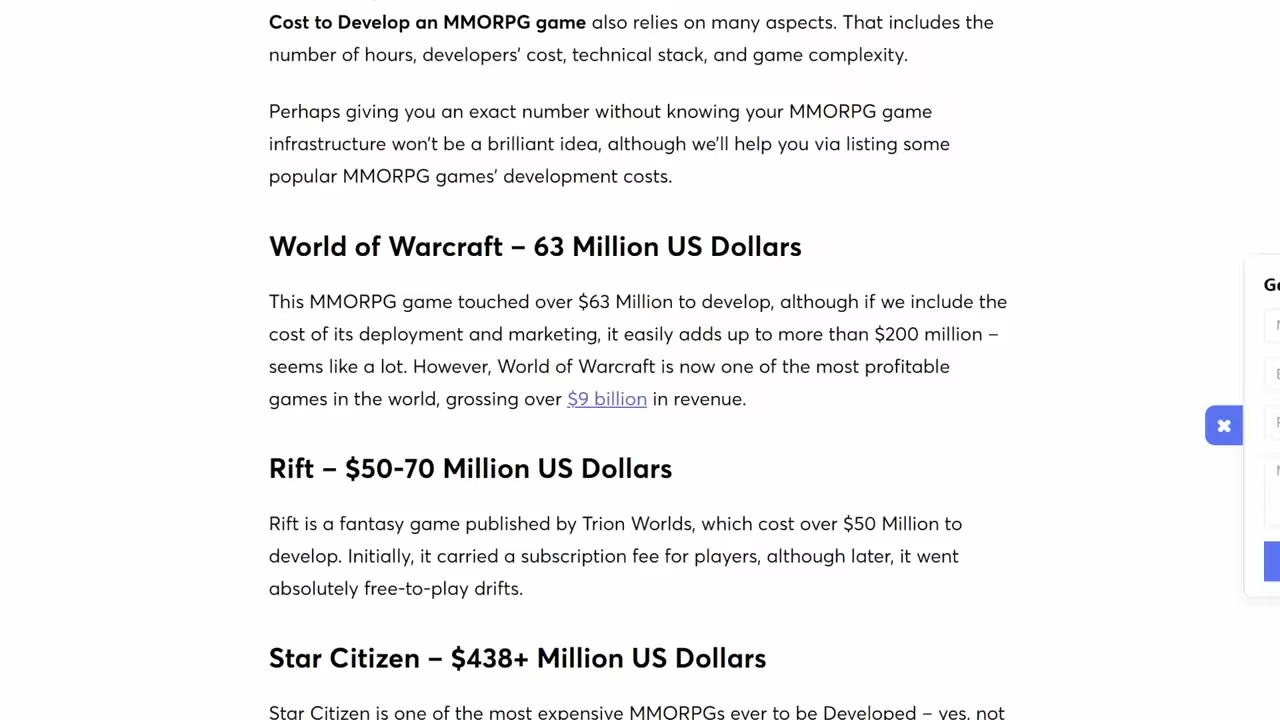 Cost to Develop an MMORPG game also relies on many aspects. That includes the
number of hours, developers’ cost, technical stack, and game complexity.
Perhaps giving you an exact number without knowing your MMORPG game
infrastructure won’t be a brilliant idea, although we’ll help you via listing some
popular MMORPG games’ development costs.
World of Warcraft – 63 Million US Dollars
This MMORPG game touched over $63 Million to develop, although if we include the
cost of its deployment and marketing, it easily adds up to more than $200 million –
seems like a lot. However, World of Warcraft is now one of the most profitable
games in the world, grossing over $9 billion in revenue.
Rift – $50-70 Million US Dollars
Rift is a fantasy game published by Trion Worlds, which cost over $50 Million to
develop. Initially, it carried a subscription fee for players, although later, it went
absolutely free-to-play drifts.
Star Citizen – $438+ Million US Dollars
Star Citizen is one of the most expensive MMORPGs ever to be Developed – yes, not